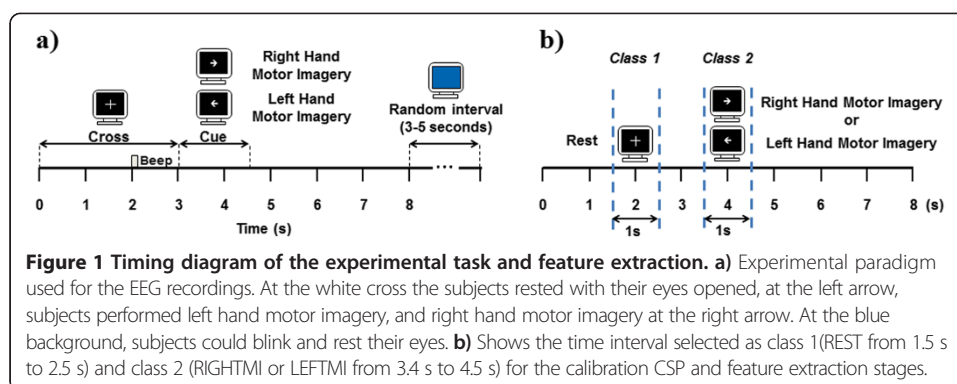 a)
Right Hand
Motor Imagery
Left Hand
Motor Imagery
Random interval
(3-5 seconds)
Cross
Cue
Beep
...
0 1 2 3 4 5 6 7 8
Time (s)
b)
Class 1
Class 2
Right Hand Motor Imagery
or
Left Hand Motor Imagery
Rest
0 1 2 3 4 5 6 7 8 (s)
1s
1s
Figure 1 Timing diagram of the experimental task and feature extraction. a) Experimental paradigm
used for the EEG recordings. At the white cross the subjects rested with their eyes opened, at the left arrow,
subjects performed left hand motor imagery, and right hand motor imagery at the right arrow. At the blue
background, subjects could blink and rest their eyes. b) Shows the time interval selected as class 1(REST from 1.5 s
to 2.5 s) and class 2 (RIGHTMI or LEFTMI from 3.4 s to 4.5 s) for the calibration CSP and feature extraction stages.